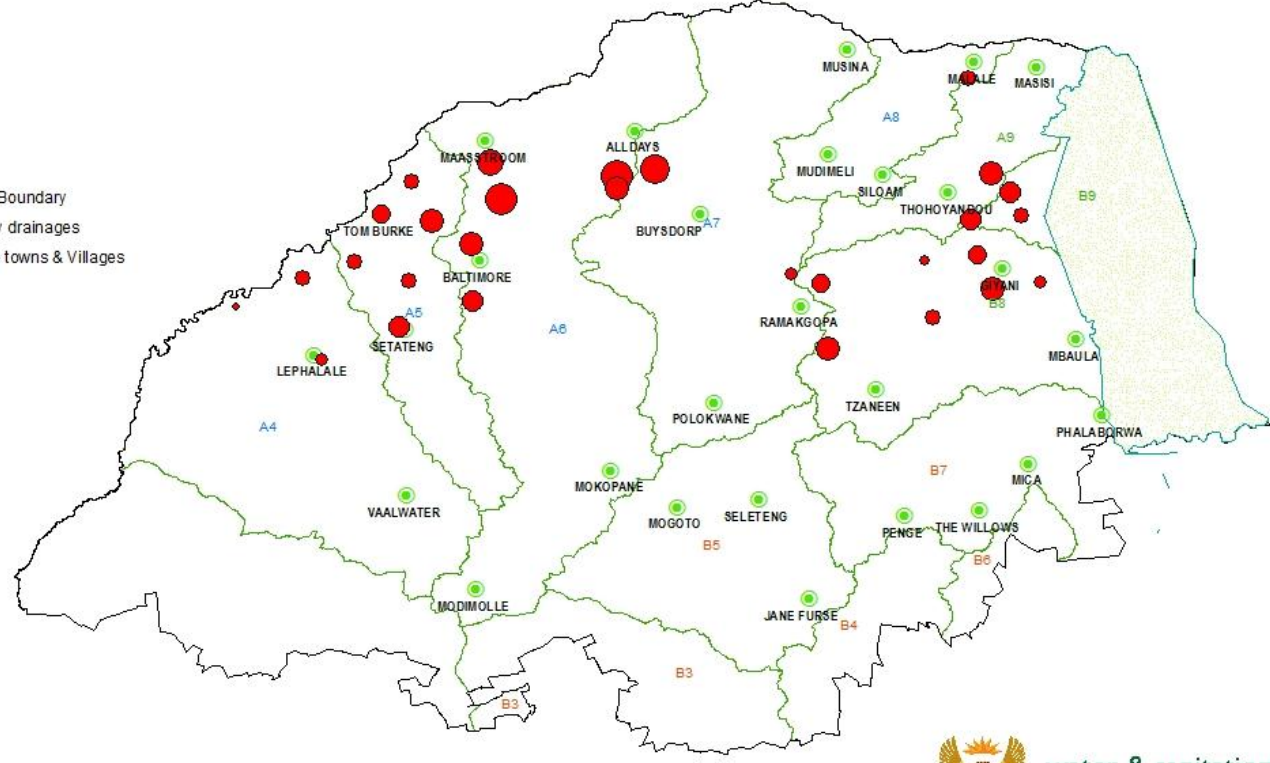 MUSINA
MALALE
MASISI
A8
ALLDAYS
A9
MAASSTROOM
MUDIMELI
SILOAM
Boundary
B9
THOHOYANDOU
drainages
TOM BURKE
BUYSDORP
A7
towns & Villages
BALTIMORE
GIYANI
B8
A5
RAMAKGOPA
A6
SETATENG
MBAULA
LEPHALALE
TZANEEN
POLOKWANE
A4
PHALABORWA
B7
MICA
MOKOPANE
VAALWATER
MOGOTO
SELETENG
PENGE
THE WILLOWS
B5
B6
MODIMOLLE
JANE FURSE
B4
B3
B3
water & sanitation